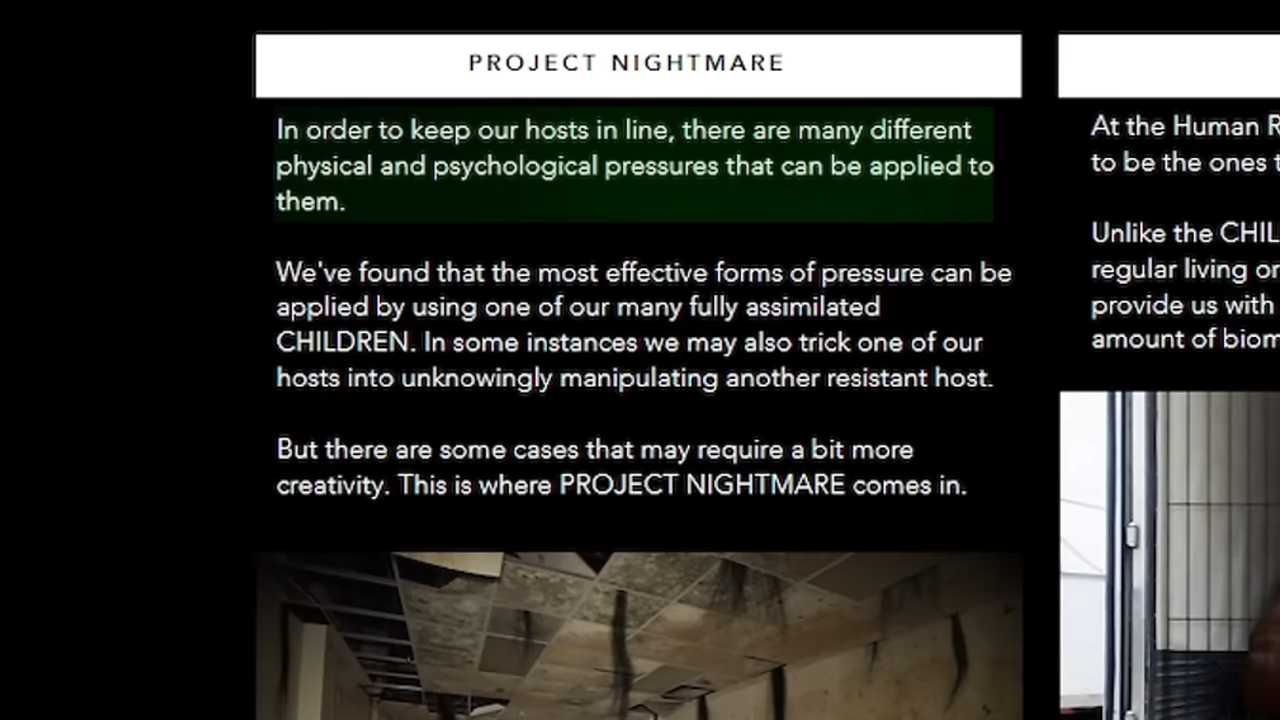 PROJECT NIGHTMARE
In order to keep our hosts in line, there are many different
physical and psychological pressures that can be applied to
them.
We've found that the most effective forms of pressure can be
applied by using one of our many fully assimilated
CHILDREN. In some instances we may also trick one of our
hosts into unknowingly manipulating another resistant host.
But there are some cases that may require a bit more
creativity. This is where PROJECT NIGHTMARE comes in.
At the Human
to be the ones
Unlike the
regular living
provide us with
amount of